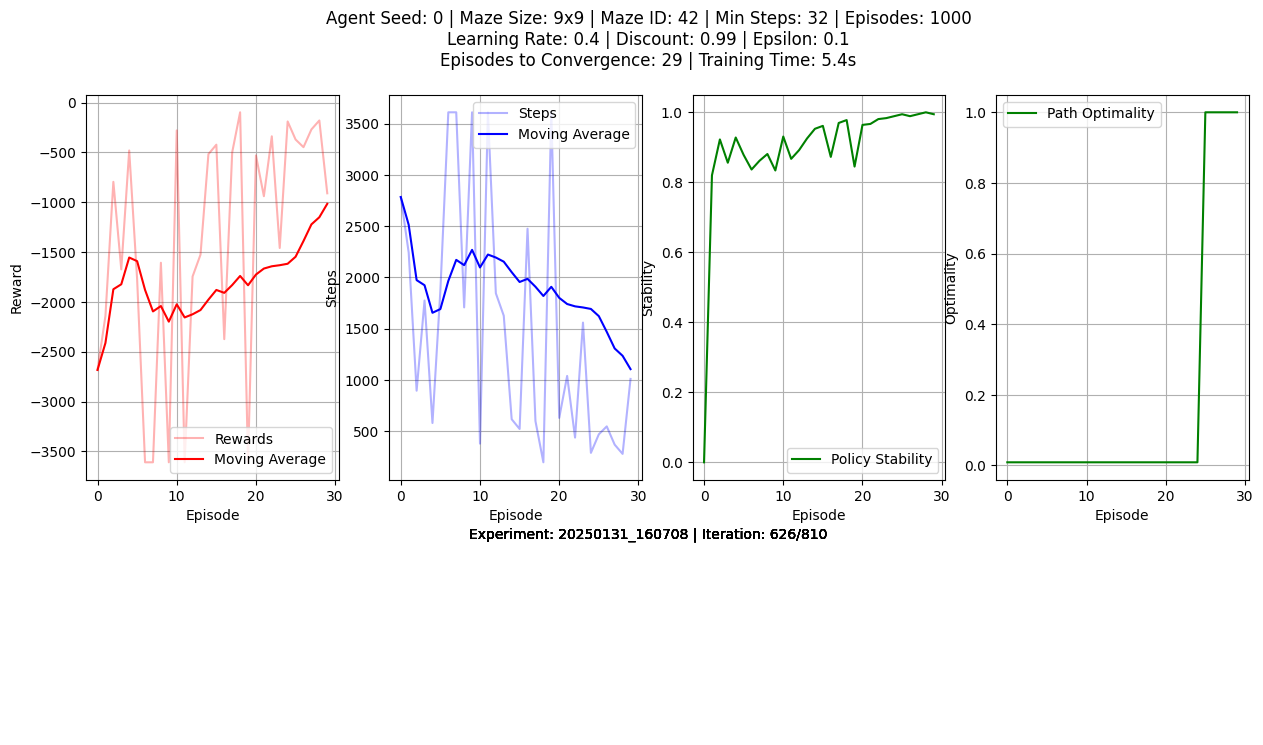 Agent Seed: 0 | Maze Size: 9x9 | Maze ID: 42 | Min Steps: 32 | Episodes: 1000
Learning Rate: 0.4 | Discount: 0.99 | Epsilon: 0.1
Episodes to Convergence: 29 | Training Time: 5.4s
Reward
0
−500
−1000
−1500
−2000
−2500
−3000
−3500
Rewards
Moving Average
0
10
20
30
Episode
Steps
3500
3000
2500
2000
1500
1000
500
Steps
Moving Average
0
10
20
30
Episode
Stability
1.0
0.8
0.6
0.4
0.2
0.0
Policy Stability
0
10
20
30
Episode
Optimality
1.0
0.8
0.6
0.4
0.2
0.0
Path Optimality
0
10
20
30
Episode
Experiment: 20250131_160708 | Iteration: 626/810